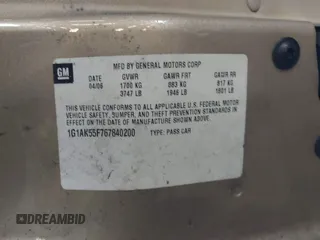 GM
MFD BY GENERAL MOTORS CORP
DATE GVWR GAWR FRT GAWR RR
04/06 1700 KG 883 KG 817 KG
3747 LB 1946 LB 1801 LB
THIS VEHICLE CONFORMS TO ALL APPLICABLE U.S. FEDERAL MOTOR
VEHICLE SAFETY, BUMPER, AND THEFT PREVENTION STANDARDS IN
EFFECT ON THE DATE OF MANUFACTURE SHOWN ABOVE.
1G1AK55F767840200 TYPE: PASS CAR
DREAMBID